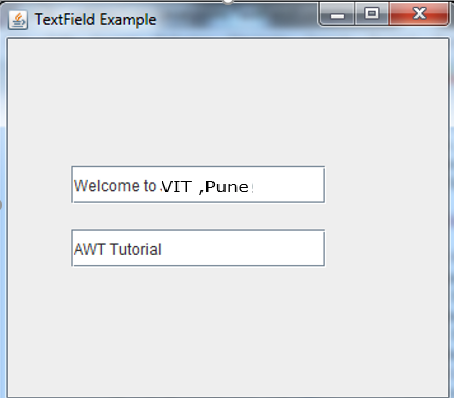 TextField Example
Welcome to VIT ,Pune
AWT Tutorial